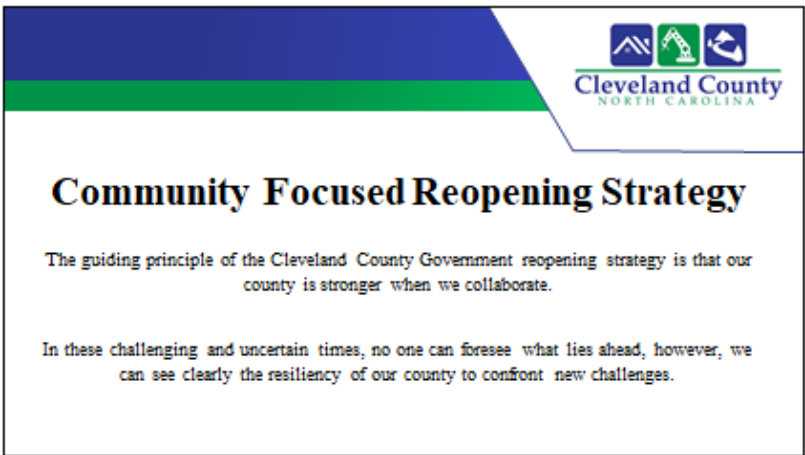 Cleveland County
NORTH CAROLINA
Community Focused Reopening Strategy
The guiding principle of the Cleveland County Government reopening strategy is that our
county is stronger when we collaborate.
In these challenging and uncertain times, no one can foresee what lies ahead, however, we
can see clearly the resiliency of our county to confront new challenges.